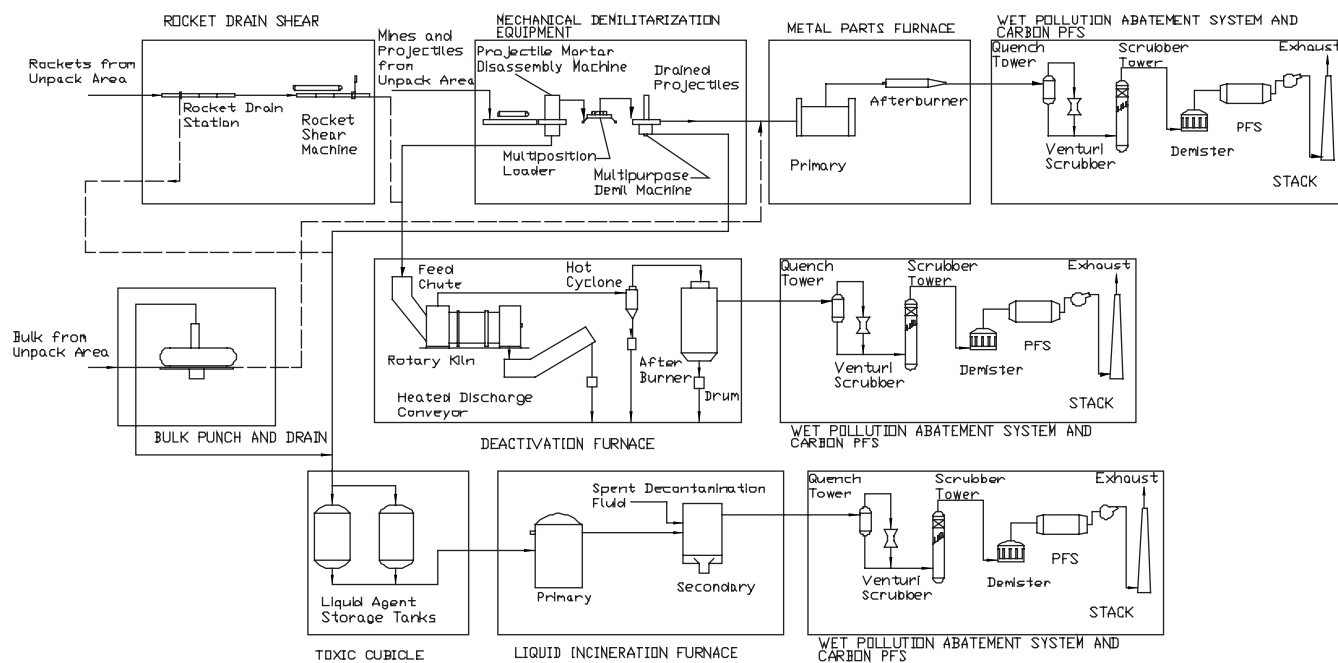 ROCKET DRAIN SHEAR
Rockets from
Unpack Area
Rocket Drain
Station
Rocket
Shear
Machine
Mines and
Projectiles
from
Unpack Area
MECHANICAL DEMILITARIZATION
EQUIPMENT
Projectile Mortar
Disassembly Machine
Drained
Projectiles
Multiposition
Loader
Multipurpose
Demil Machine
METAL PARTS FURNACE
Afterburner
Primary
WET POLLUTION ABATEMENT SYSTEM AND
CARBON PFS
Quench
Tower
Scrubber
Tower
Exhaust
Venturi
Scrubber
Demister
PFS
STACK
Bulk from
Unpack Area
BULK PUNCH AND DRAIN
Feed
Chute
Hot
Cyclone
Rotary Kiln
Heated Discharge
Conveyor
After
Burner
Drum
DEACTIVATION FURNACE
Quench
Tower
Scrubber
Tower
Exhaust
Venturi
Scrubber
Demister
PFS
STACK
WET POLLUTION ABATEMENT SYSTEM AND
CARBON PFS
Liquid Agent
Storage Tanks
TOXIC CUBICLE
Spent Decontamination
Fluid
Primary
Secondary
LIQUID INCINERATION FURNACE
Quench
Tower
Scrubber
Tower
Exhaust
Venturi
Scrubber
Demister
PFS
STACK
WET POLLUTION ABATEMENT SYSTEM AND
CARBON PFS